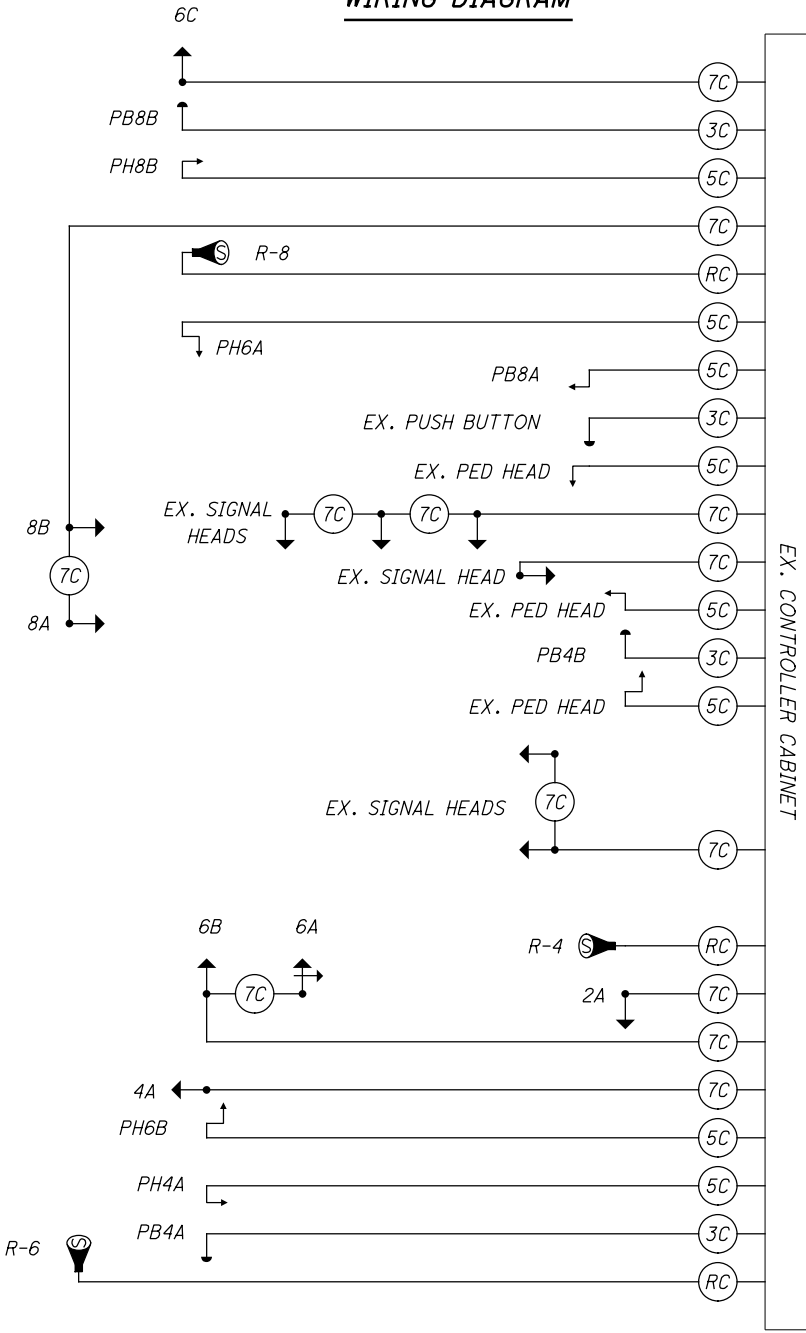 WIRING DIAGRAM
6C
7C
PB8B
3C
PH8B
5C
7C
S R-8
RC
5C
PH6A
PB8A
5C
EX. PUSH BUTTON
3C
EX. PED HEAD
5C
EX. SIGNAL
HEADS
7C
7C
7C
8B
7C
8A
EX. SIGNAL HEAD
7C
EX. PED HEAD
5C
PB4B
3C
EX. PED HEAD
5C
EX. CONTROLLER CABINET
EX. SIGNAL HEADS
7C
7C
6B
6A
7C
R-4 S
RC
2A
7C
7C
4A
7C
PH6B
5C
PH4A
5C
PB4A
3C
R-6 S
RC